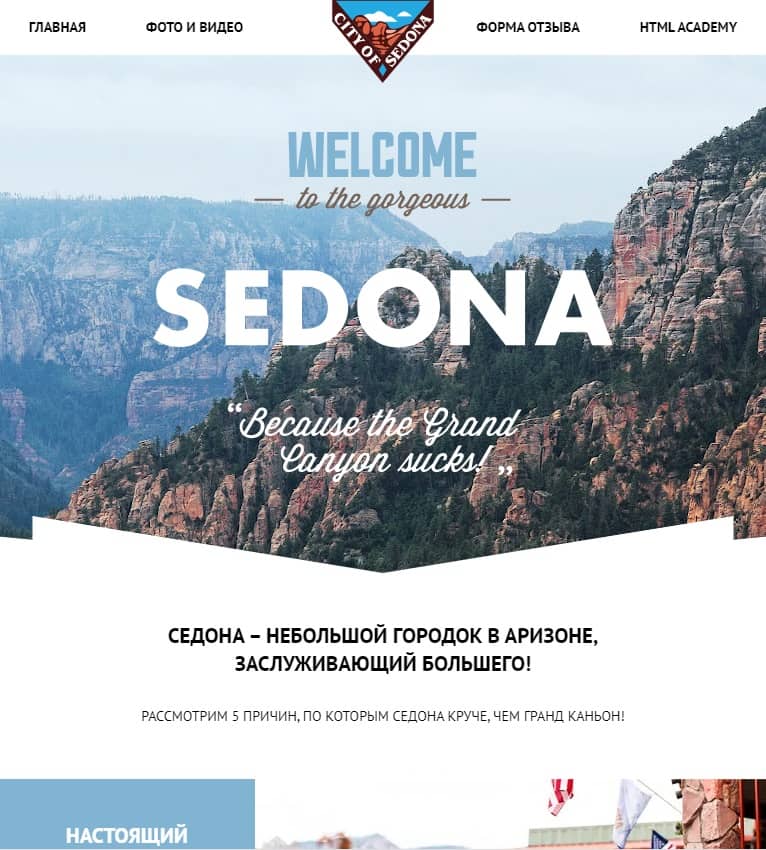 ГЛАВНАЯ
ФОТО И ВИДЕО
CITY OF SEDONA
ФОРМА ОТЗЫВА
HTML ACADEMY
WELCOME
to the gorgeous
SEDONA
“Because the Grand
Canyon sucks!„
СЕДОНА – НЕБОЛЬШОЙ ГОРОДОК В АРИЗОНЕ,
ЗАСЛУЖИВАЮЩИЙ БОЛЬШЕГО!
РАССМОТРИМ 5 ПРИЧИН, ПО КОТОРЫМ СЕДОНА КРУЧЕ, ЧЕМ ГРАНД КАНЬОН!
НАСТОЯЩИЙ